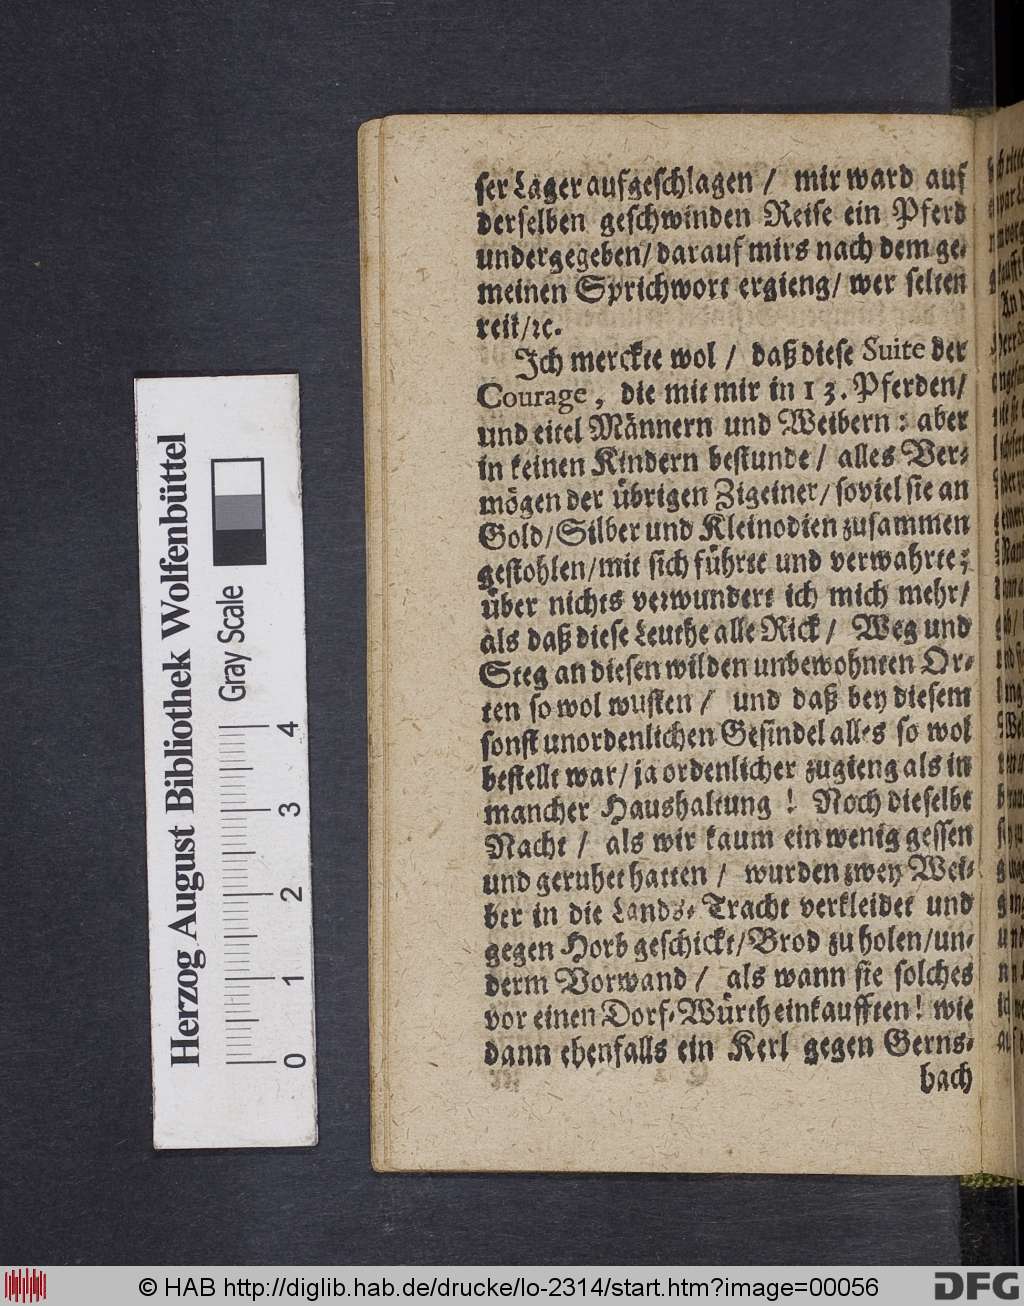 ser Lager aufgeschlagen / mir ward auf
derselben geschwinden Reise ein Pferd
undergegeben/ darauf mirs nach dem ge-
meinen Sprichwort ergieng/ wer selten
reit/ꝛc.
Ich merckte wol / daß diese Suite der
Courage, die mit mir in 13. Pferden/
und eitel Männern und Weibern : aber
in keinen Kindern bestunde / alles Ver-
mögen der übrigen Zigeiner/ soviel sie an
Gold/Silber und Kleinodien zusammen
gestohlen/mit sich führte und verwahrte;
über nichts verwundert ich mich mehr/
als daß diese Leuthe alle Rick / Weg und
Steg an diesen wilden unbewohnten Or-
ten so wol wusten / und daß bey diesem
sonst unordenlichen Gesindel alles so wol
bestellt war/ ja ordenlicher zugieng als in
mancher Haushaltung ! Noch dieselbe
Nacht / als wir kaum ein wenig gessen
und geruhet hatten / wurden zwey Wei-
ber in die Lands-Tracht verkleidet und
gegen Horb geschickt/Brod zu holen/un-
derm Vorwand / als wann sie solches
vor einen Dorf-Würth einkaufften! wie
dann ebenfalls ein Kerl gegen Gerns-
bach
Herzog August Bibliothek Wolfenbüttel
Gray Scale
0 1 2 3 4
© HAB http://diglib.hab.de/drucke/lo-2314/start.htm?image=00056
DFG